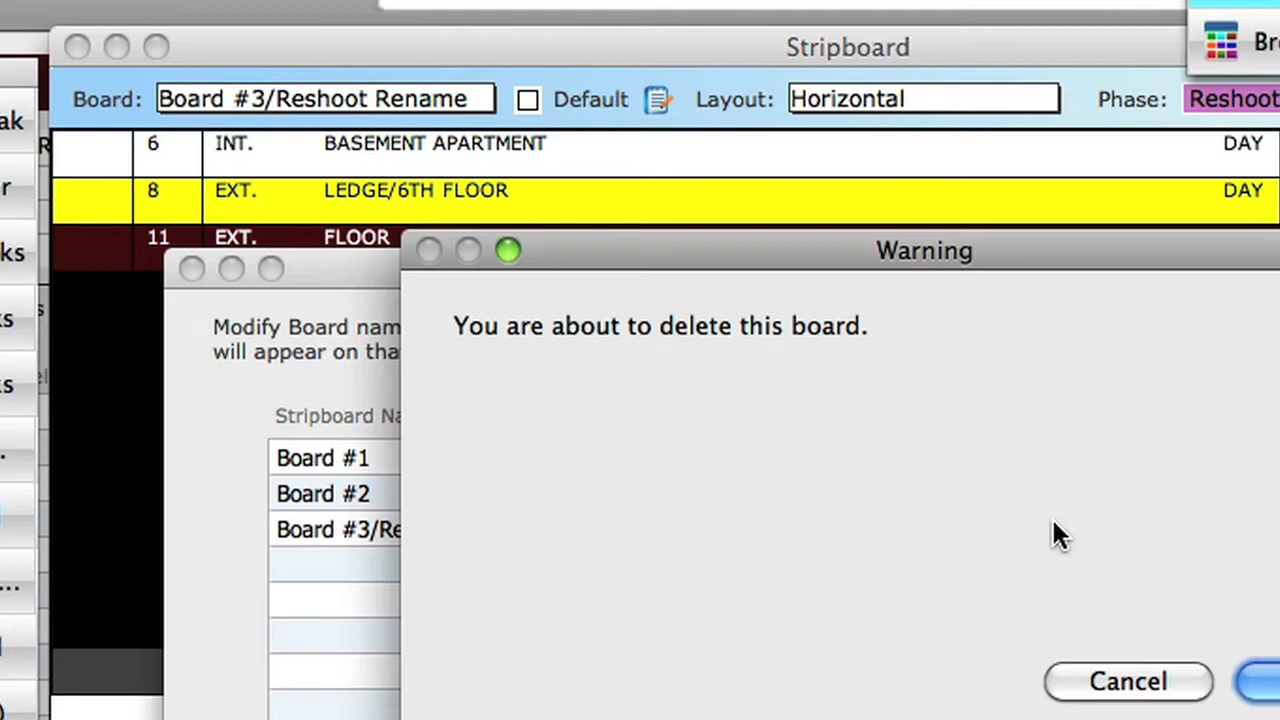 Stripboard
Board: Board #3/Reshoot Rename Default Layout: Horizontal Phase: Reshoot
6 INT. BASEMENT APARTMENT DAY
8 EXT. LEDGE/6TH FLOOR DAY
11 EXT. FLOOR
Warning
You are about to delete this board.
Modify Board nam
will appear on tha
Stripboard Na
Board #1
Board #2
Board #3/Re
Cancel